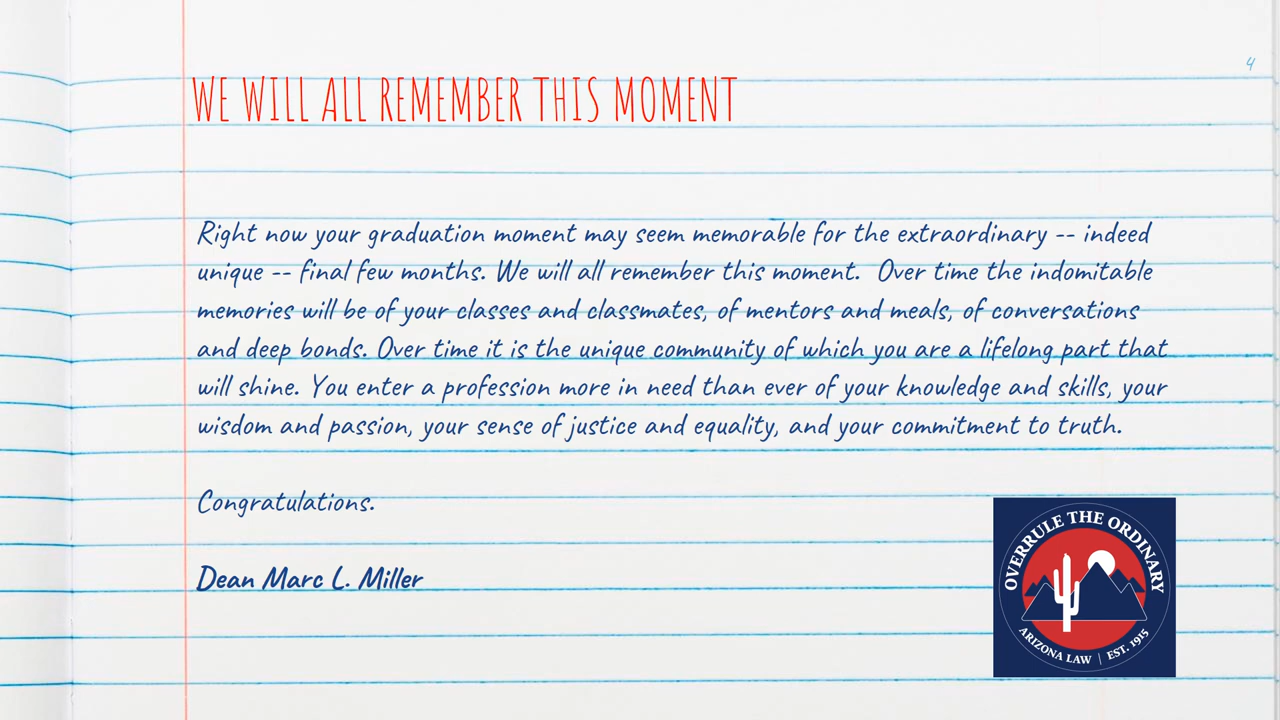 4
WE WILL ALL REMEMBER THIS MOMENT
Right now your graduation moment may seem memorable for the extraordinary -- indeed
unique -- final few months. We will all remember this moment.  Over time the indomitable
memories will be of your classes and classmates, of mentors and meals, of conversations
and deep bonds. Over time it is the unique community of which you are a lifelong part that
will shine. You enter a profession more in need than ever of your knowledge and skills, your
wisdom and passion, your sense of justice and equality, and your commitment to truth.
Congratulations.
Dean Marc L. Miller
OVERRULE THE ORDINARY
ARIZONA LAW | EST. 1915